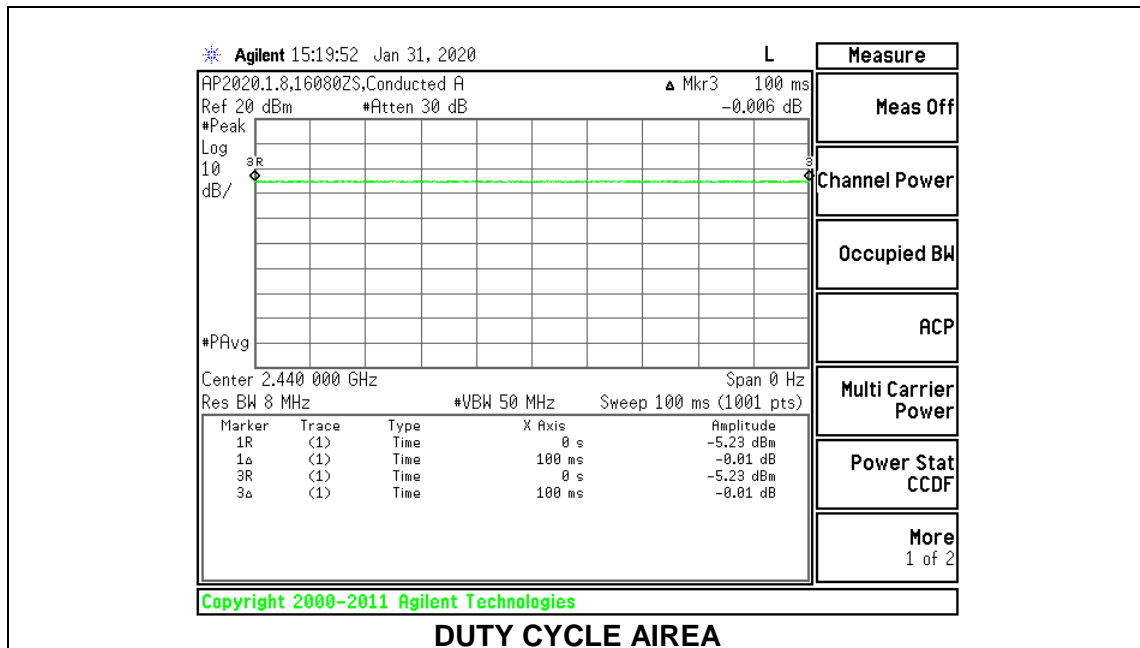 Agilent 15:19:52 Jan 31, 2020 L
Measure
AP2020.1.8,16080ZS,Conducted A Δ Mkr3 100 ms
Ref 20 dBm #Atten 30 dB -0.006 dB
#Peak
Log
10
dB/
3R
3
#PAvg
Center 2.440 000 GHz Span 0 Hz
Res BW 8 MHz #VBW 50 MHz Sweep 100 ms (1001 pts)
Marker Trace Type X Axis Amplitude
1R (1) Time 0 s -5.23 dBm
1Δ (1) Time 100 ms -0.01 dB
3R (1) Time 0 s -5.23 dBm
3Δ (1) Time 100 ms -0.01 dB
Meas Off
Channel Power
Occupied BW
ACP
Multi Carrier
Power
Power Stat
CCDF
More
1 of 2
Copyright 2000-2011 Agilent Technologies
DUTY CYCLE AIREA